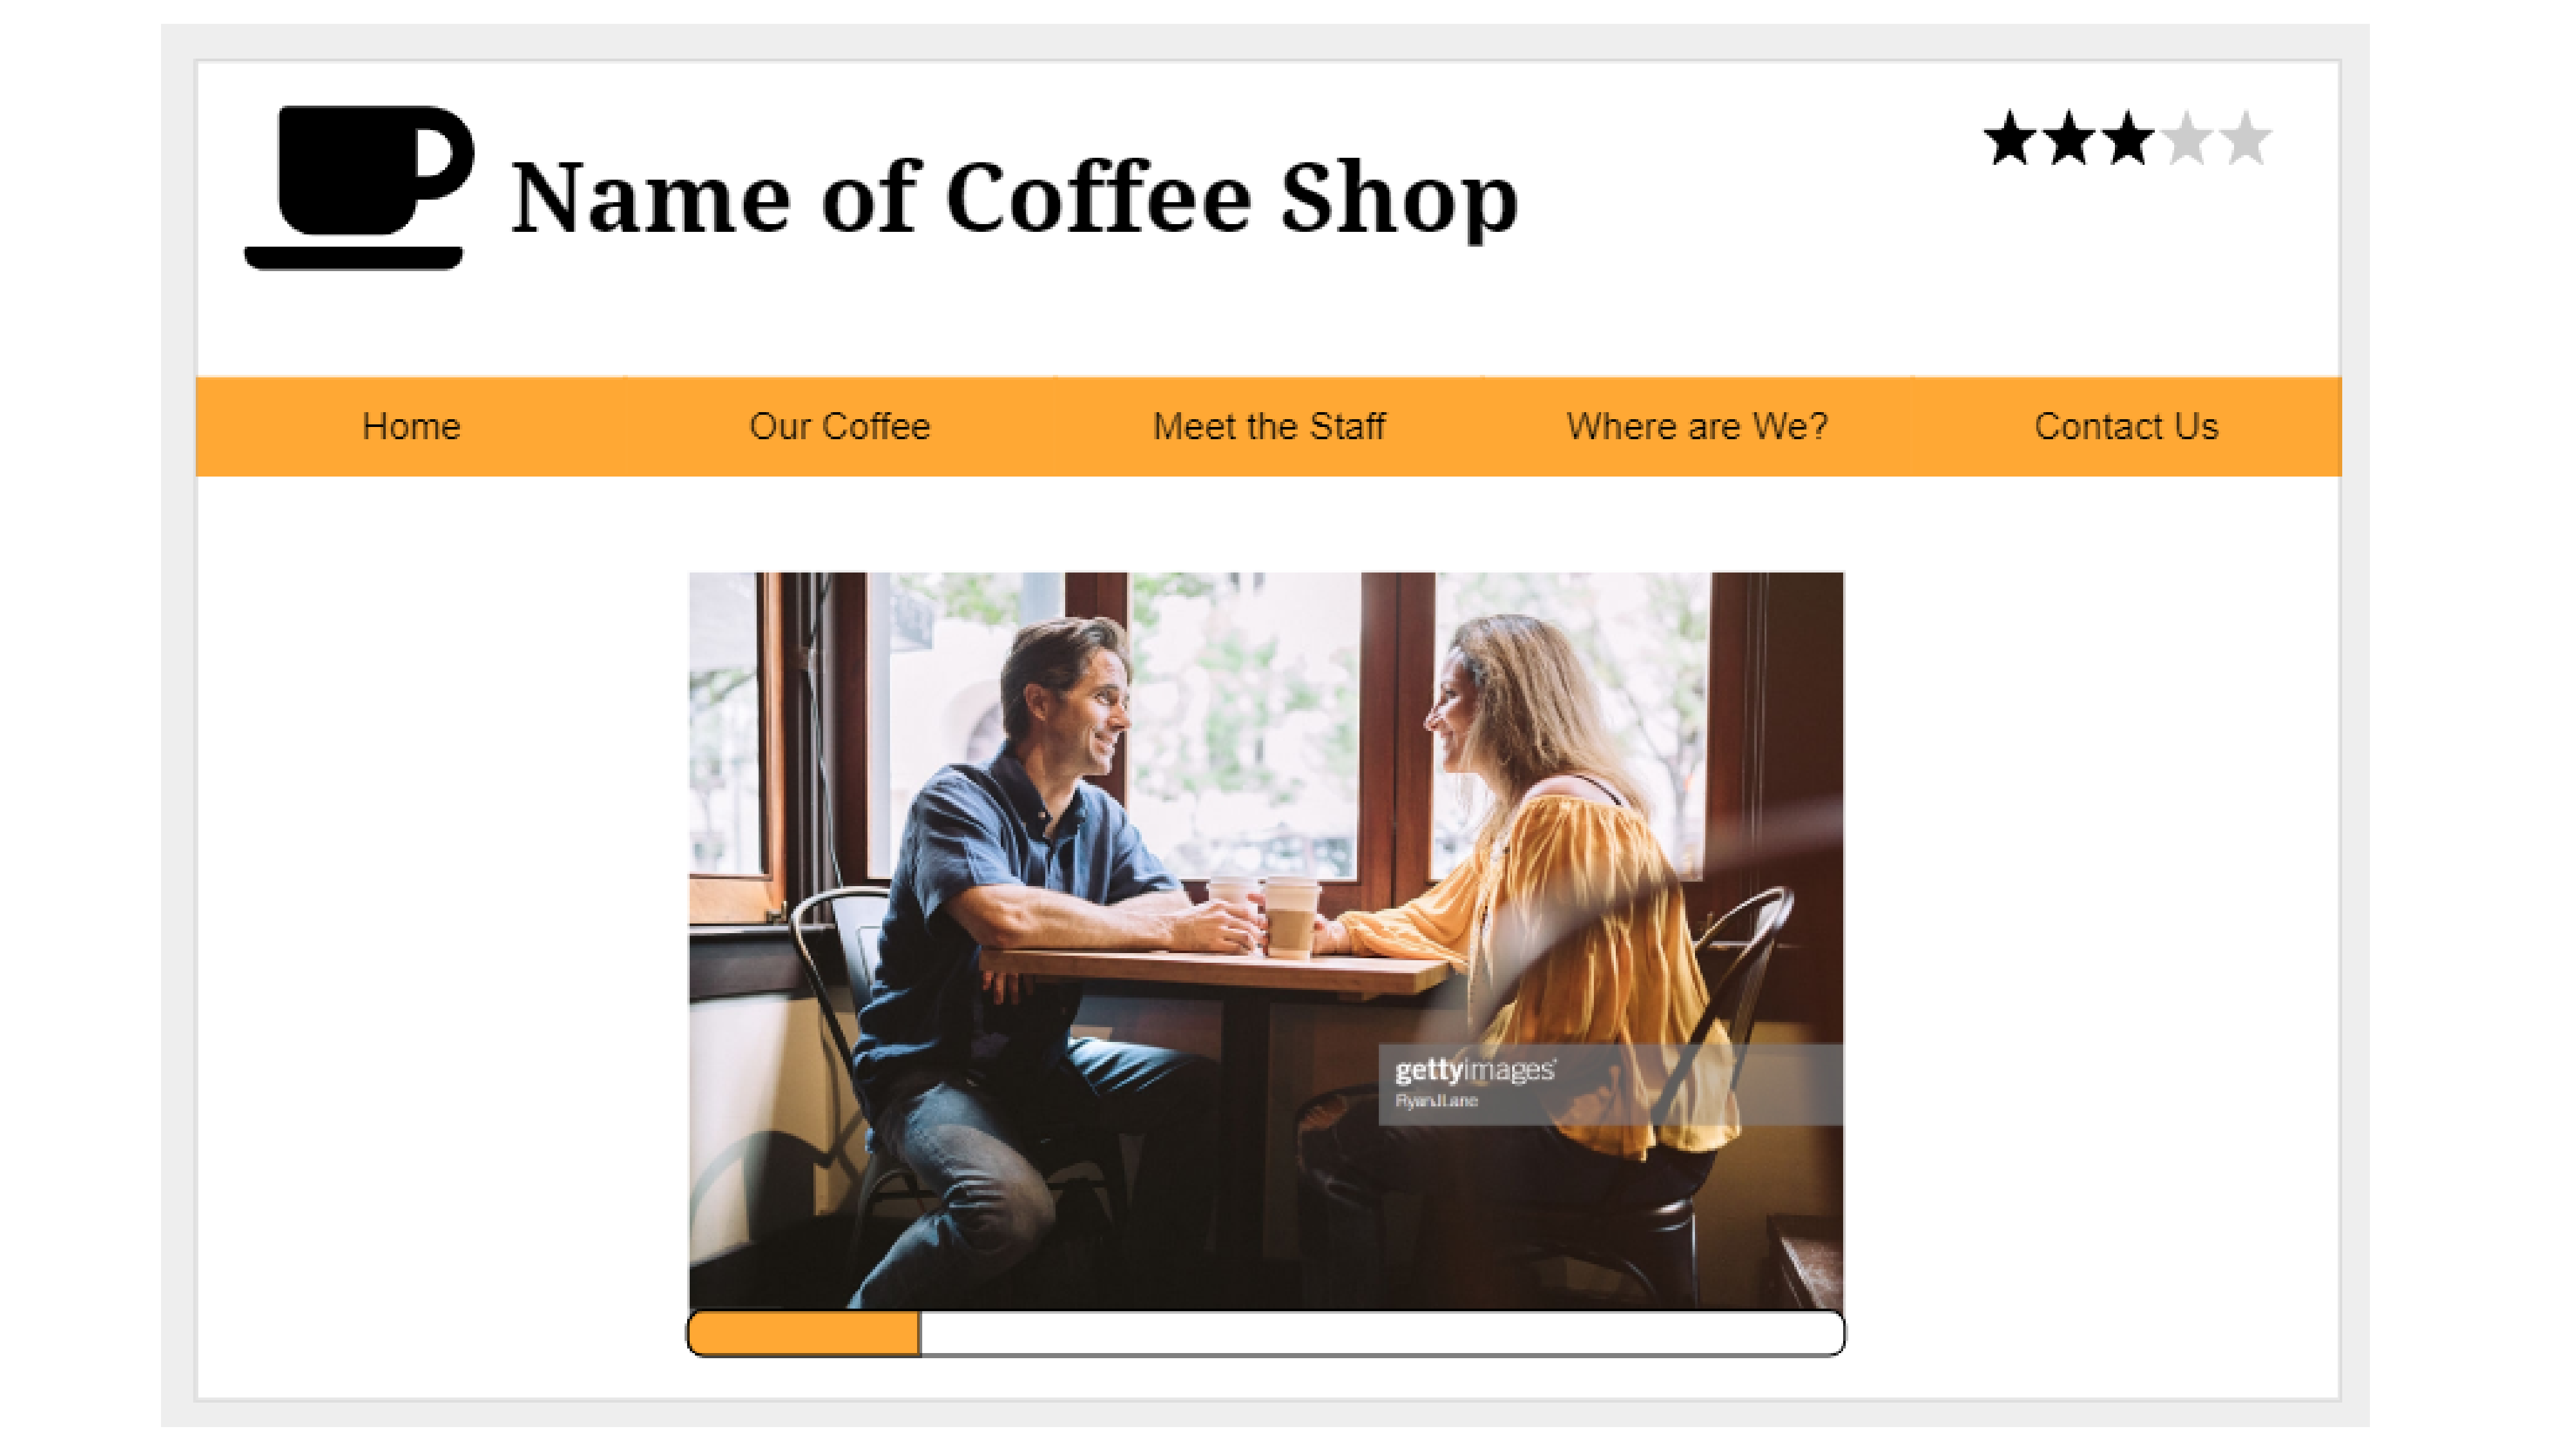 Name of Coffee Shop
Home
Our Coffee
Meet the Staff
Where are We?
Contact Us
gettyimages®
RyanJLane